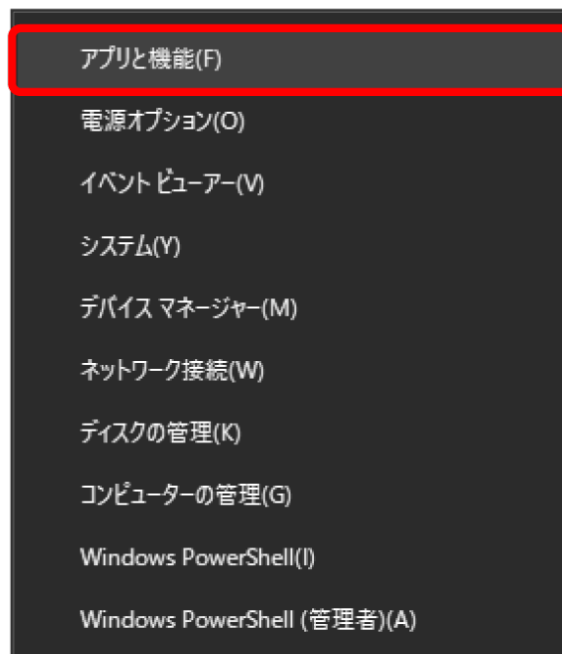 アプリと機能(F)
電源オプション(O)
イベント ビューアー(V)
システム(Y)
デバイス マネージャー(M)
ネットワーク接続(W)
ディスクの管理(K)
コンピューターの管理(G)
Windows PowerShell(I)
Windows PowerShell (管理者)(A)